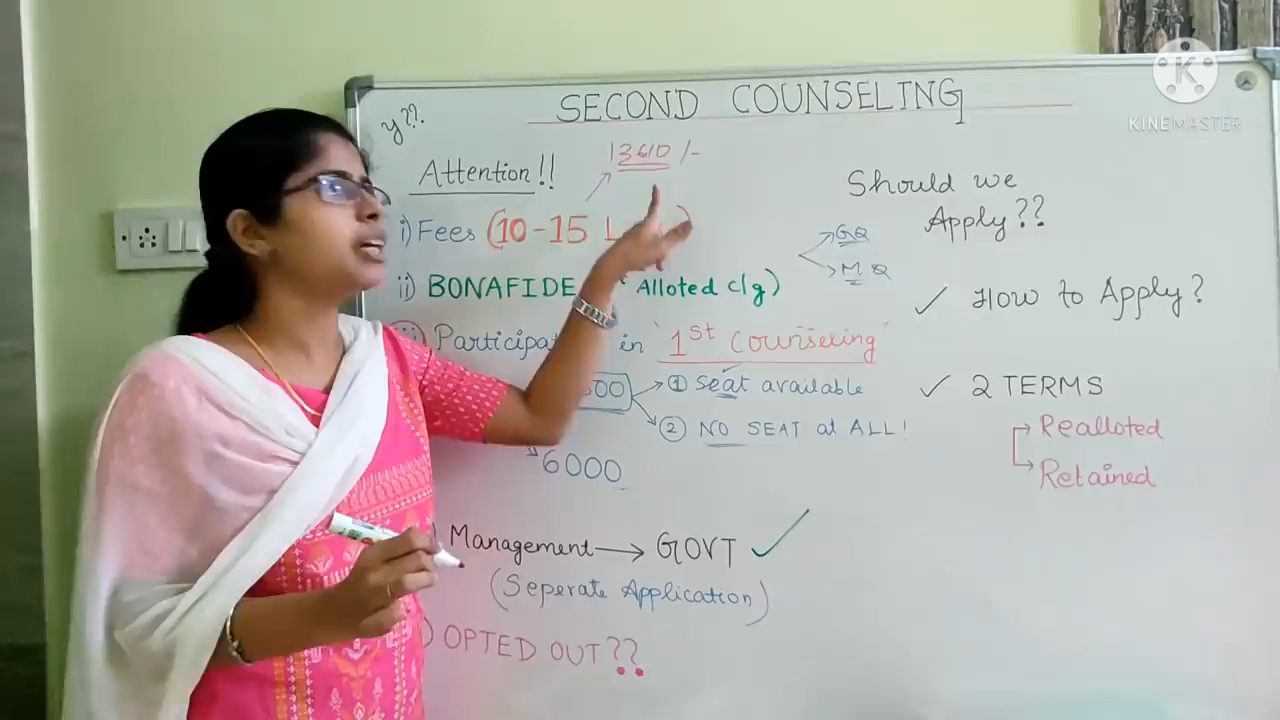 SECOND COUNSELING
y??
Attention!!
13610/-
i) Fees (10-15 L
ii) BONAFIDE Alloted c/g)
in '1st Counseling'
① Seat available
② NO SEAT at ALL!
6000
Management → GOVT ✓
(Seperate Application)
OPTED OUT??
GQ
MQ
Should we
Apply??
✓ How to Apply?
✓ 2 TERMS
Realloted
Retained
KINEMASTER